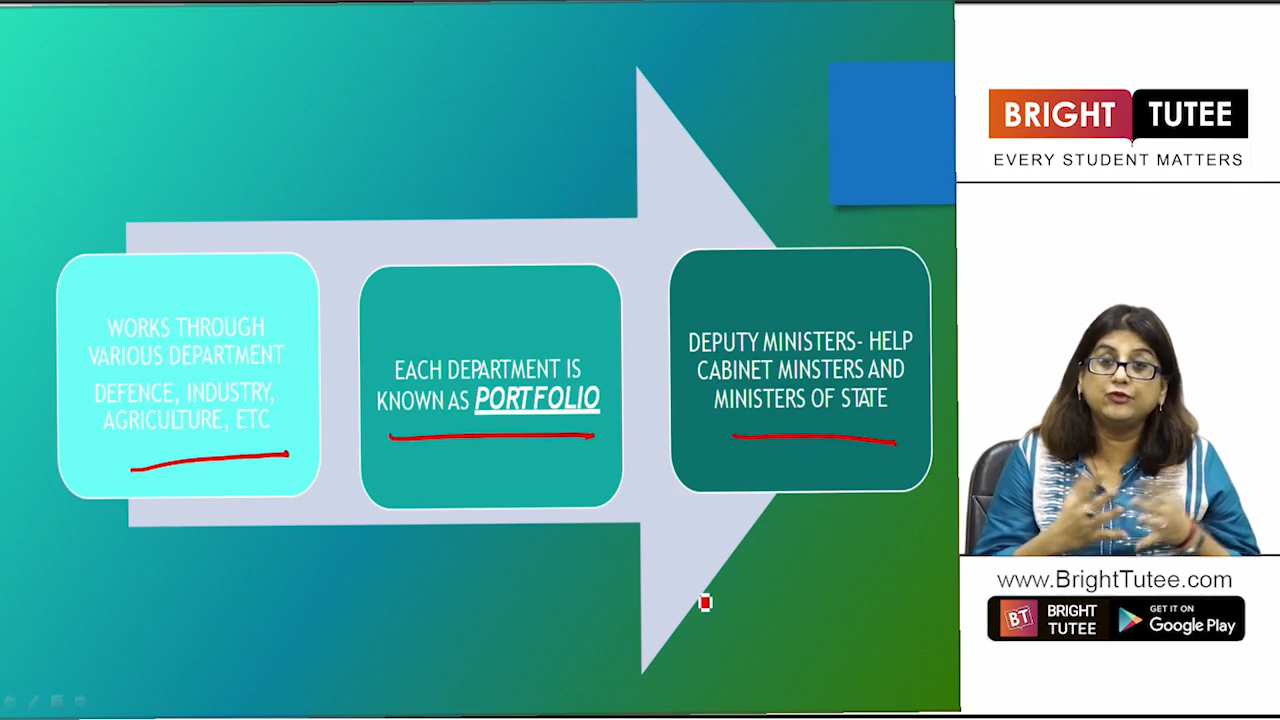 WORKS THROUGH
VARIOUS DEPARTMENT
DEFENCE, INDUSTRY,
AGRICULTURE, ETC
EACH DEPARTMENT IS
KNOWN AS PORTFOLIO
DEPUTY MINISTERS- HELP
CABINET MINSTERS AND
MINISTERS OF STATE
BRIGHT TUTEE
EVERY STUDENT MATTERS
www.BrightTutee.com
BT
BRIGHT
TUTEE
GET IT ON
Google Play